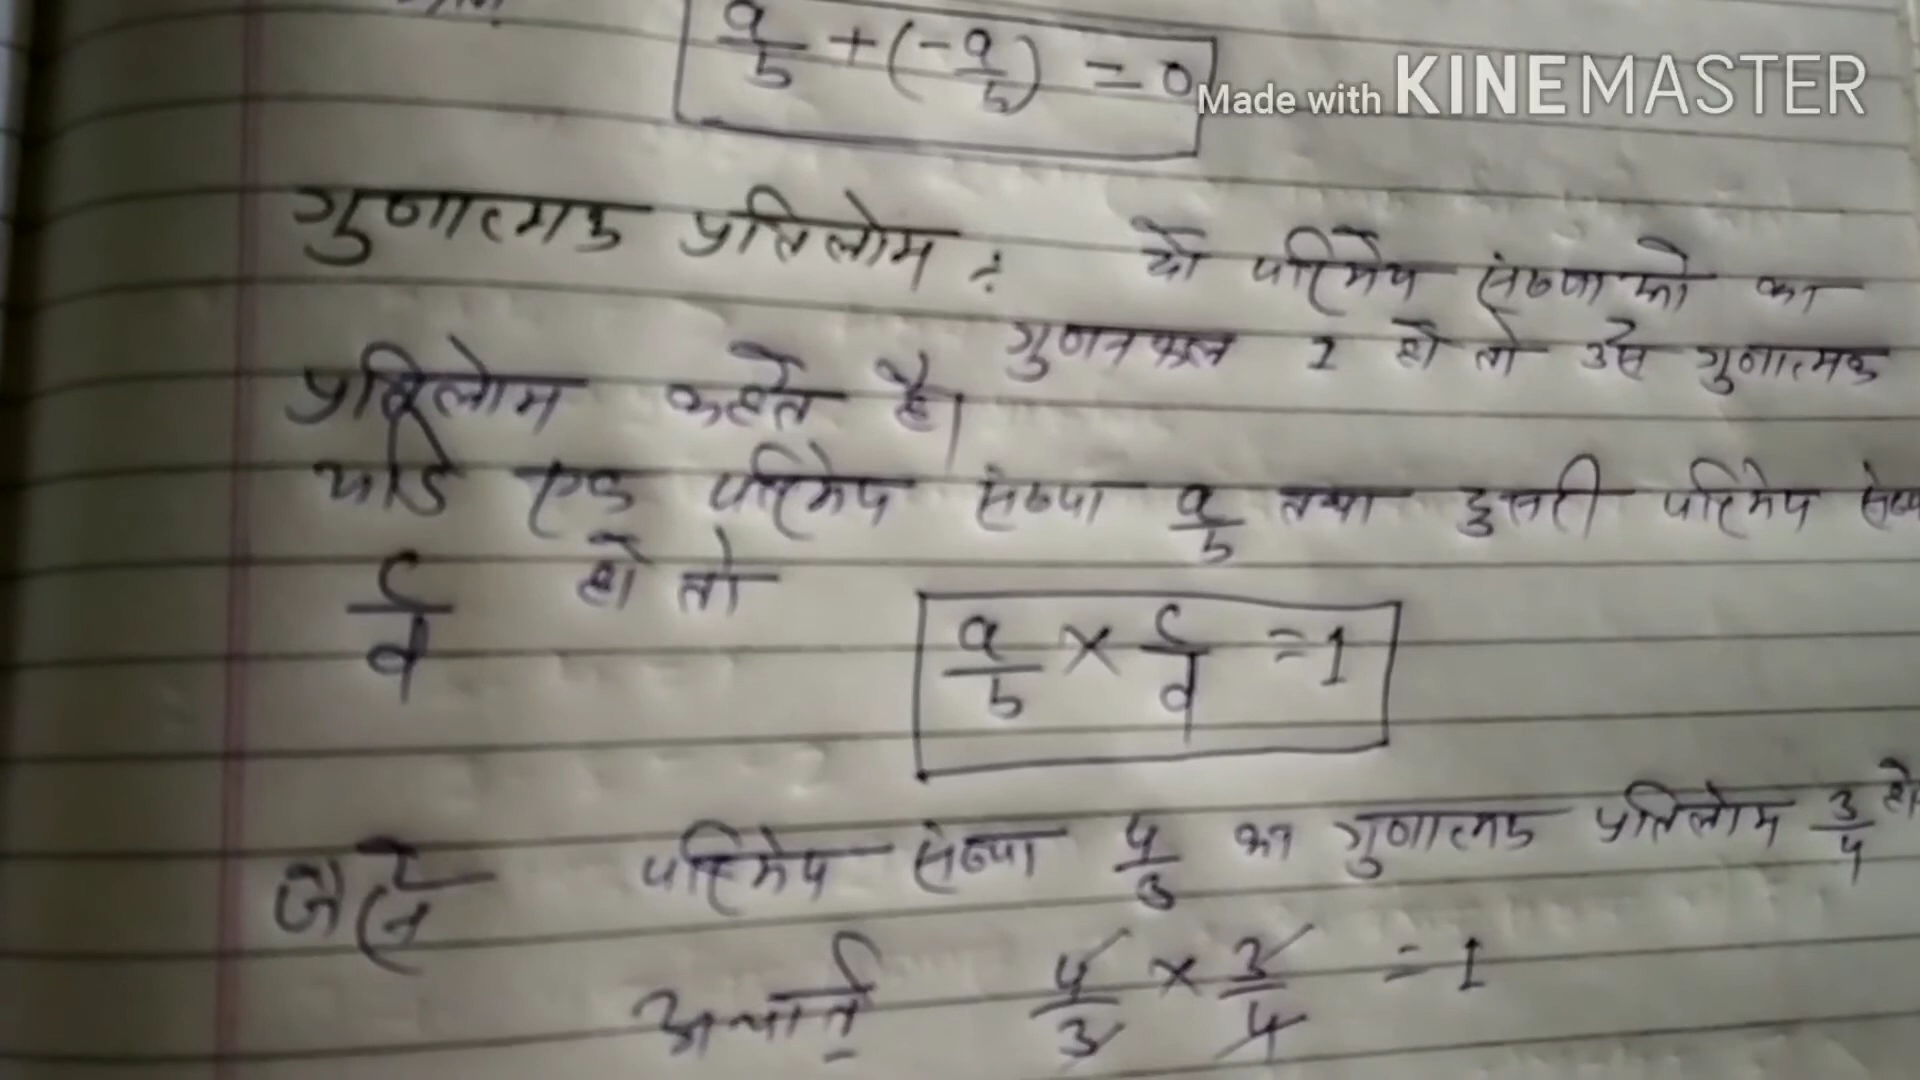 a/b + (-a/b) = 0
Made with KINEMASTER
गुणात्मक प्रतिलोम : दो परिमेय संख्याओ का
गुणनफल 1 हो तो उसे गुणात्मक
प्रतिलोम कहते है।
यदि एक परिमेय संख्या a/b तथा दुसरी परिमेय संख्य
c/d हो तो
a/b × c/d = 1
जैसे परिमेय संख्या 4/3 का गुणात्मक प्रतिलोम 3/4 हो
अर्थात् 4/3 × 3/4 = 1